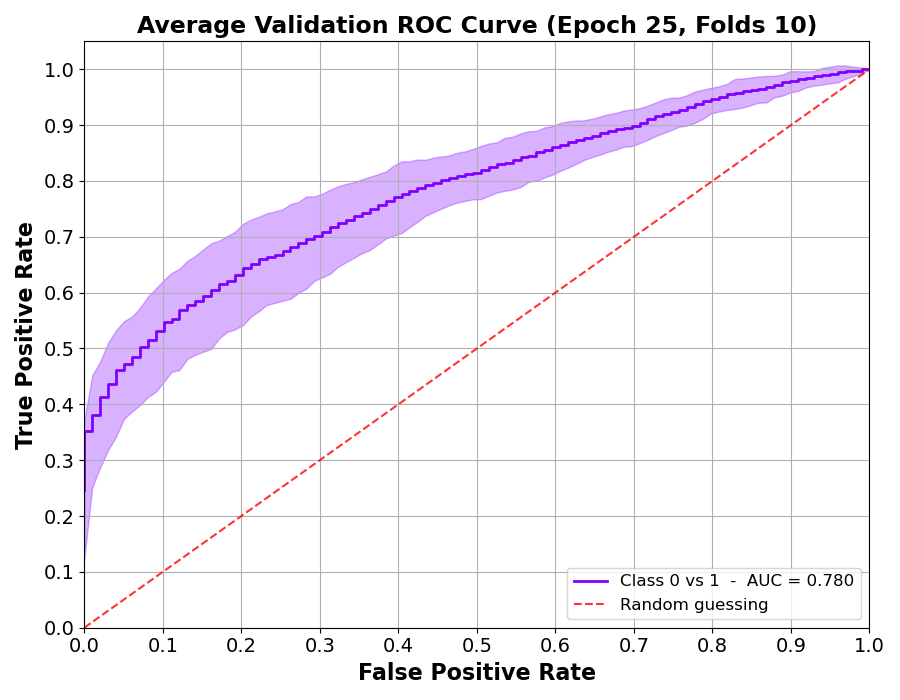 Average Validation ROC Curve (Epoch 25, Folds 10)
True Positive Rate
1.0
0.9
0.8
0.7
0.6
0.5
0.4
0.3
0.2
0.1
0.0
Class 0 vs 1 - AUC = 0.780
Random guessing
0.0 0.1 0.2 0.3 0.4 0.5 0.6 0.7 0.8 0.9 1.0
False Positive Rate